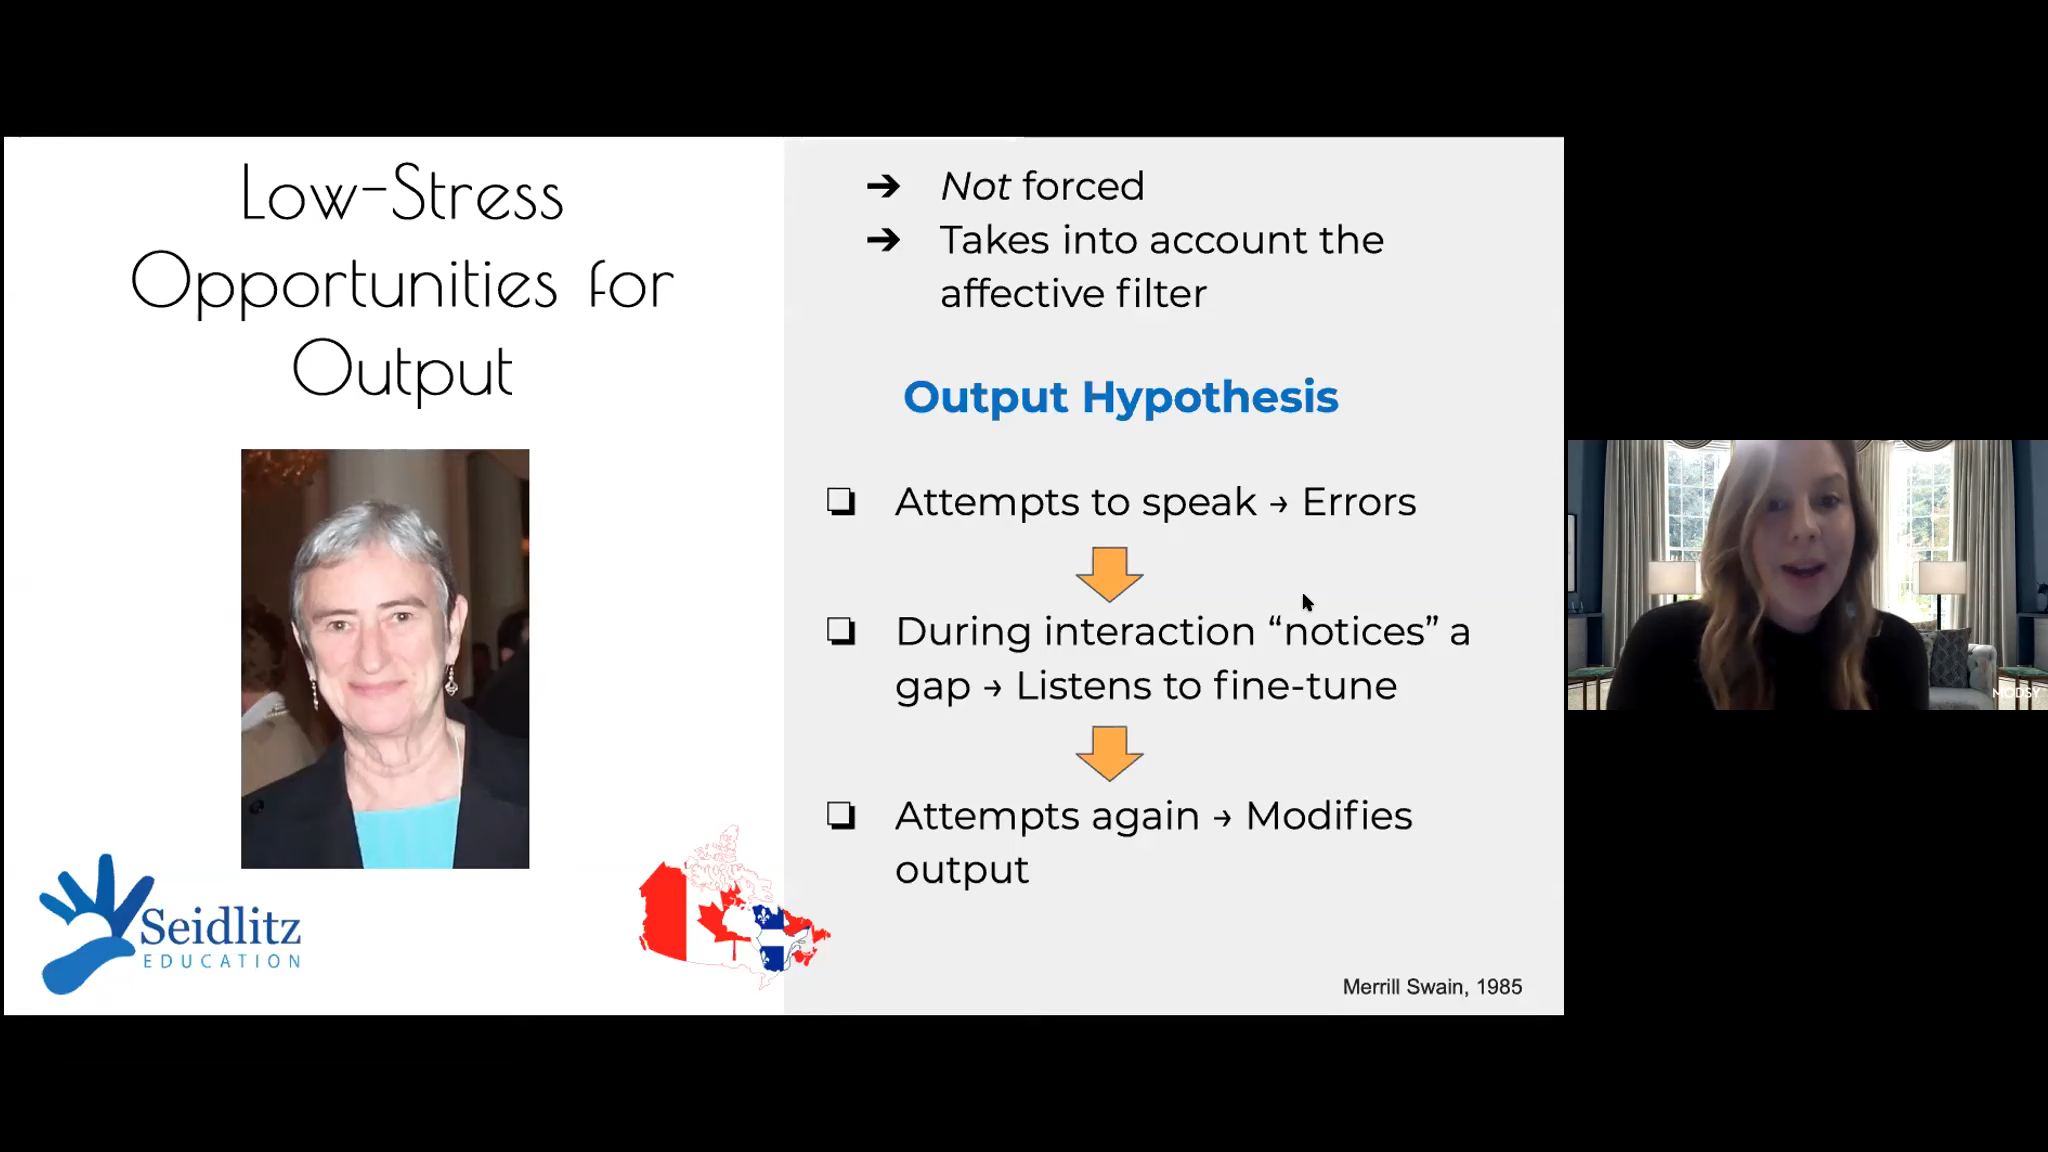 Low-Stress
Opportunities for
Output
➔ Not forced
➔ Takes into account the
affective filter
Output Hypothesis
❏ Attempts to speak → Errors
❏ During interaction “notices” a
gap → Listens to fine-tune
❏ Attempts again → Modifies
output
Merrill Swain, 1985
Seidlitz
EDUCATION
MODSY